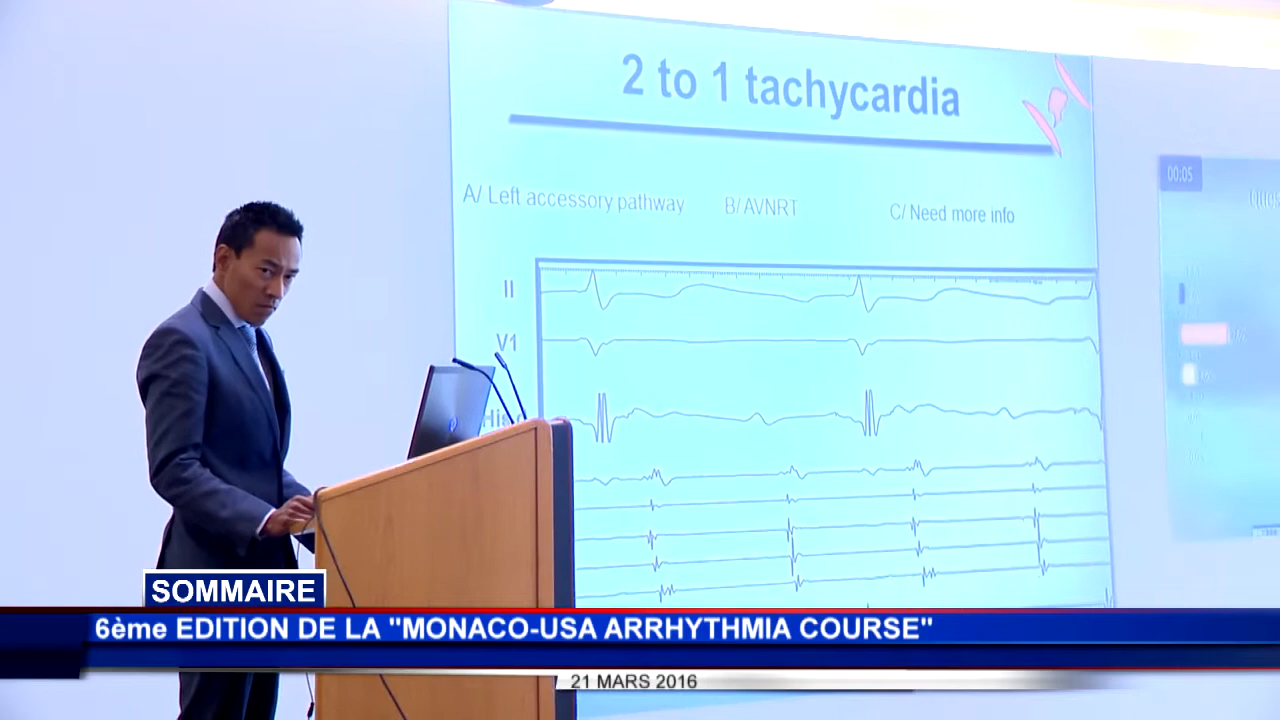 2 to 1 tachycardia
A/ Left accessory pathway B/ AVNRT C/ Need more info
00:05
II
V1
SOMMAIRE
6ème EDITION DE LA "MONACO-USA ARRHYTHMIA COURSE"
21 MARS 2016